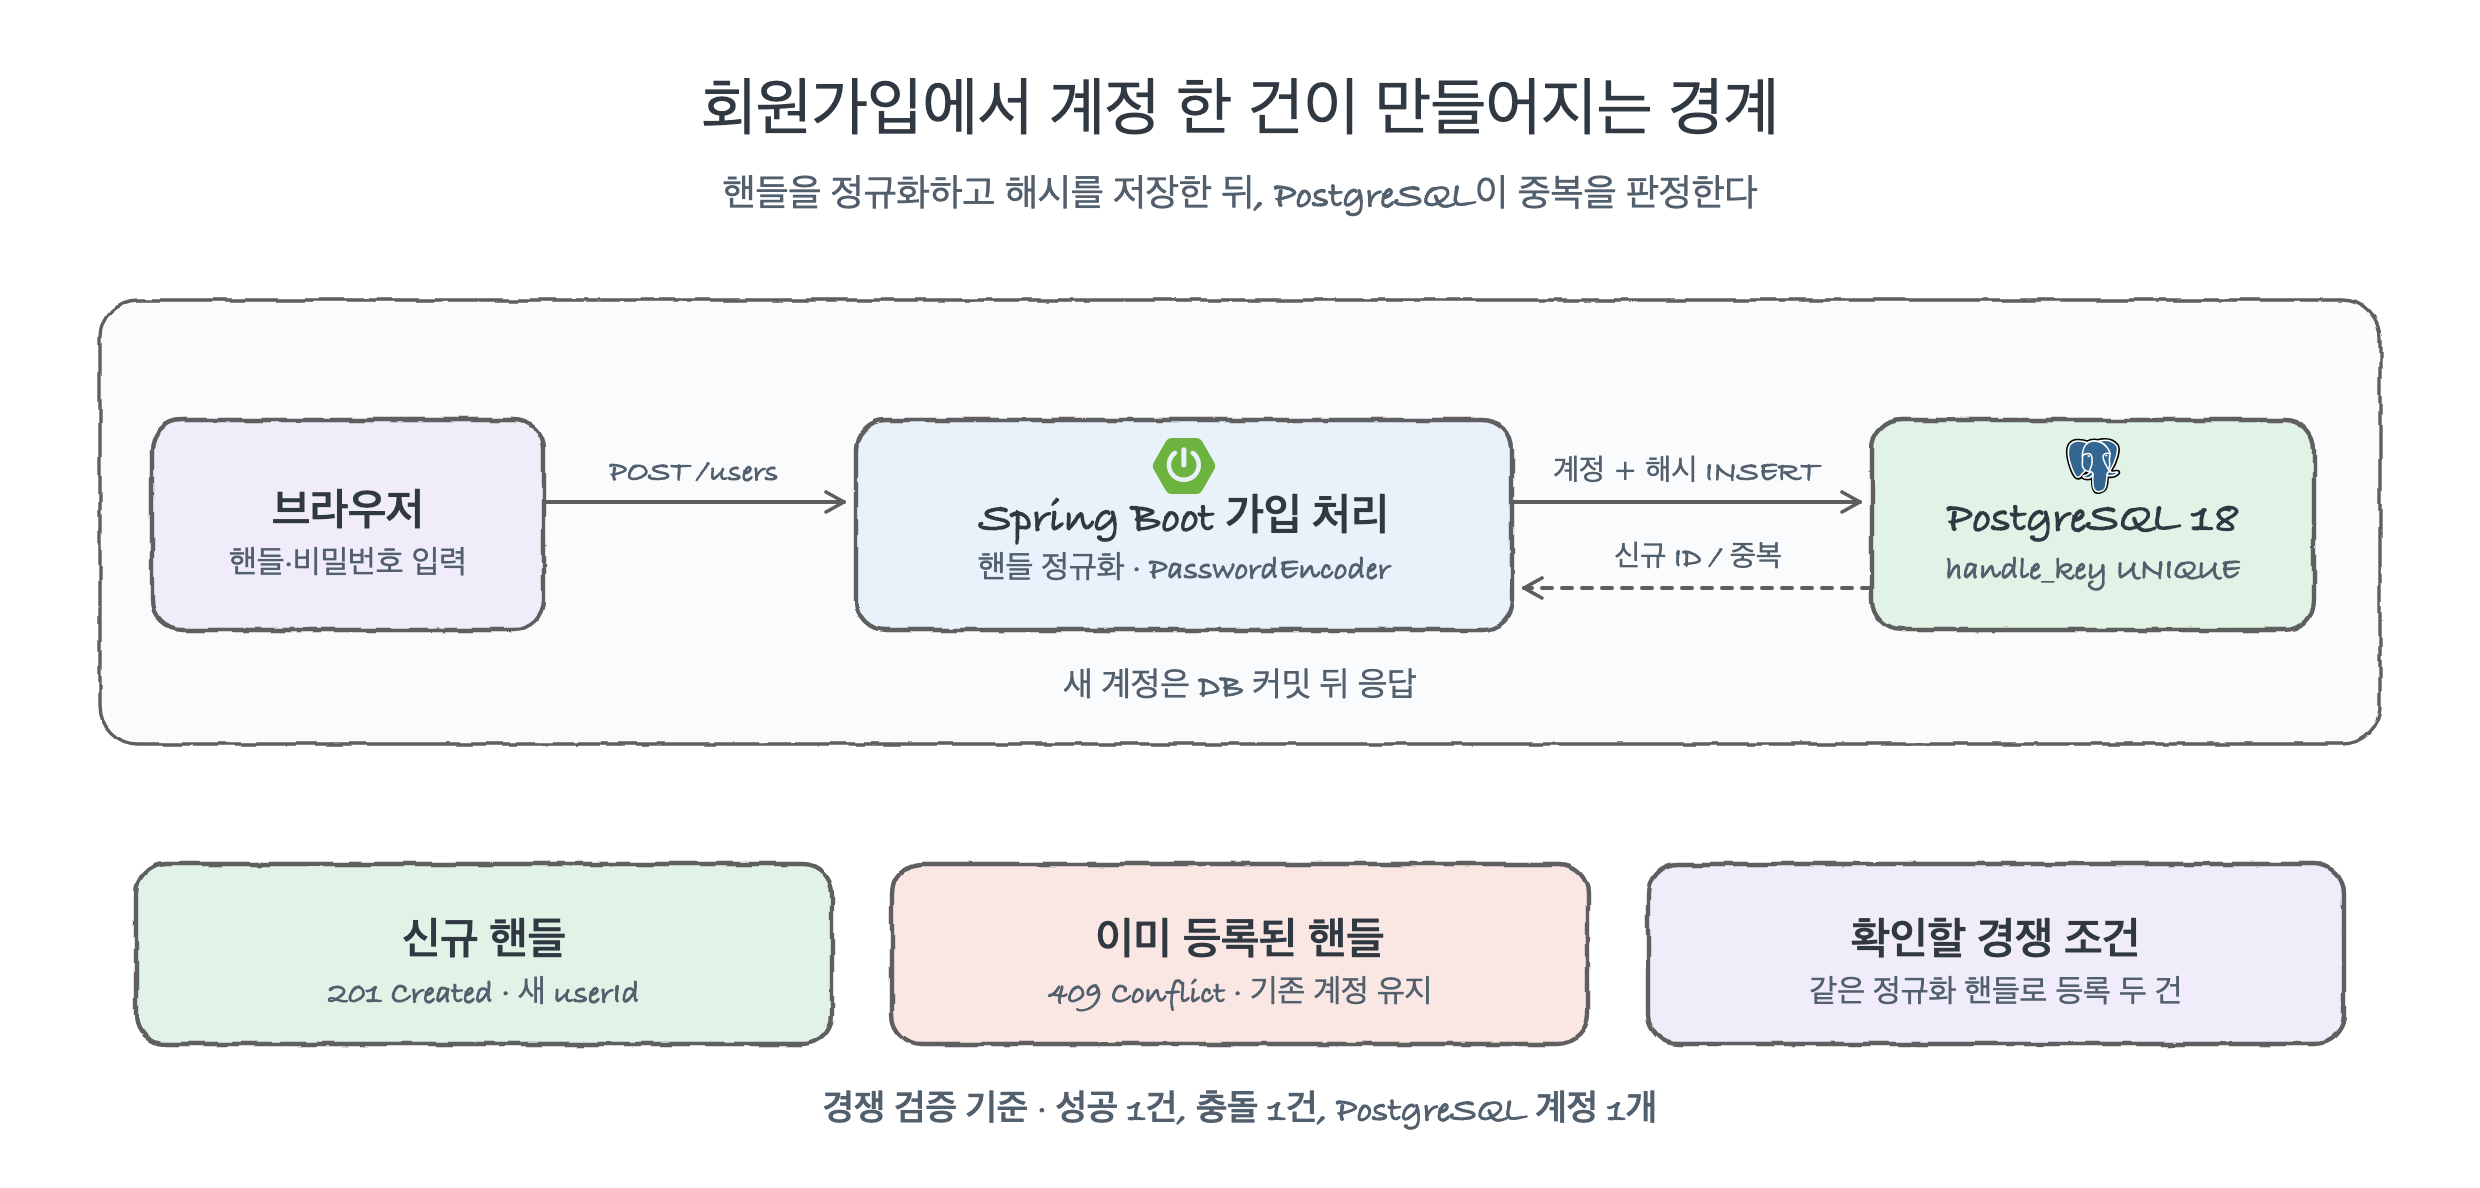 회원가입에서 계정 한 건이 만들어지는 경계
핸들을 정규화하고 해시를 저장한 뒤, PostgreSQL이 중복을 판정한다
브라우저
핸들·비밀번호 입력
POST /users
Spring Boot 가입 처리
핸들 정규화 · PasswordEncoder
계정 + 해시 INSERT
신규 ID / 중복
PostgreSQL 18
handle_key UNIQUE
새 계정은 DB 커밋 뒤 응답
신규 핸들
201 Created · 새 userId
이미 등록된 핸들
409 Conflict · 기존 계정 유지
확인할 경쟁 조건
같은 정규화 핸들로 등록 두 건
경쟁 검증 기준 · 성공 1건, 충돌 1건, PostgreSQL 계정 1개